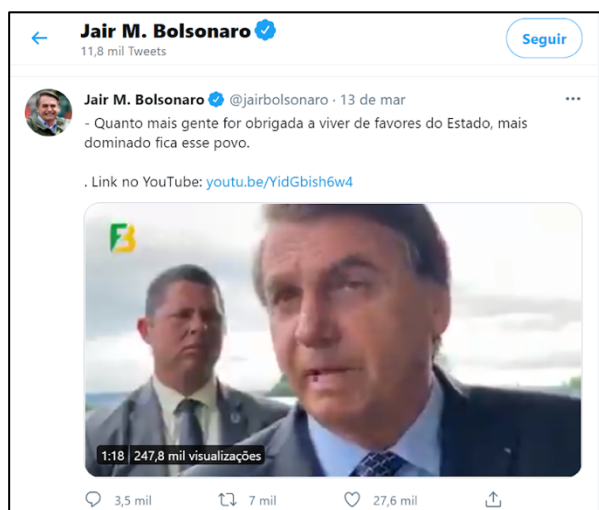 Jair M. Bolsonaro
11,8 mil Tweets
Seguir
Jair M. Bolsonaro @jairbolsonaro · 13 de mar
- Quanto mais gente for obrigada a viver de favores do Estado, mais
dominado fica esse povo.
. Link no YouTube: youtu.be/YidGbish6w4
FB
1:18 247,8 mil visualizações
3,5 mil 7 mil 27,6 mil